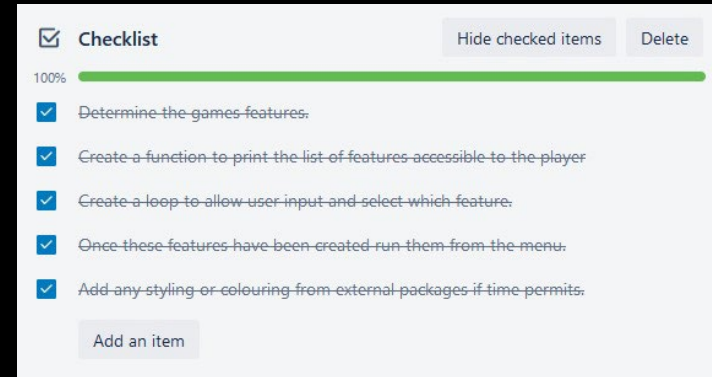 Checklist
Hide checked items
Delete
100%
Determine the games features.
Create a function to print the list of features accessible to the player
Create a loop to allow user input and select which feature.
Once these features have been created run them from the menu.
Add any styling or colouring from external packages if time permits.
Add an item